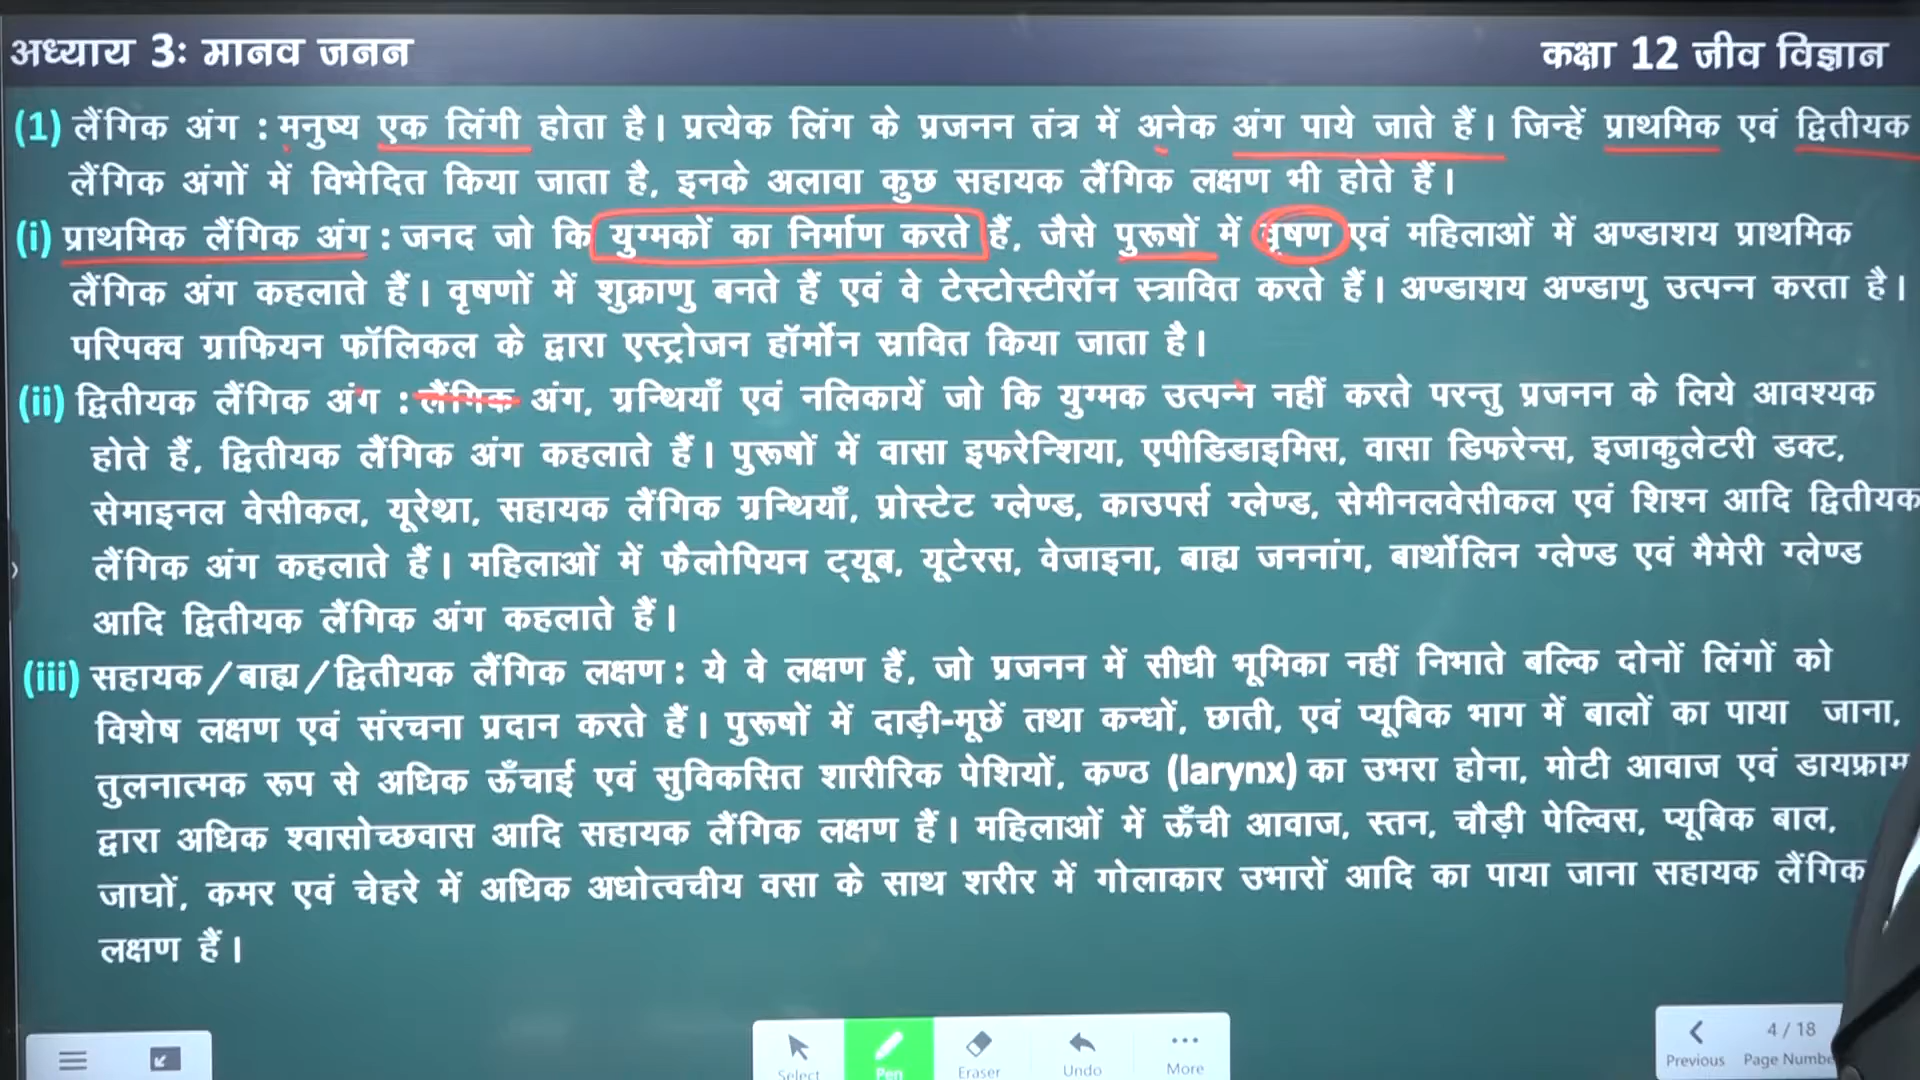 अध्याय 3: मानव जनन
कक्षा 12 जीव विज्ञान
(1) लैंगिक अंग : मनुष्य एक लिंगी होता है। प्रत्येक लिंग के प्रजनन तंत्र में अनेक अंग पाये जाते हैं। जिन्हें प्राथमिक एवं द्वितीयक
लैंगिक अंगों में विभेदित किया जाता है, इनके अलावा कुछ सहायक लैंगिक लक्षण भी होते हैं।
(i) प्राथमिक लैंगिक अंग : जनद जो कि युग्मकों का निर्माण करते हैं, जैसे पुरूषों में वृषण एवं महिलाओं में अण्डाशय प्राथमिक
लैंगिक अंग कहलाते हैं। वृषणों में शुक्राणु बनते हैं एवं वे टेस्टोस्टीरॉन स्त्रावित करते हैं। अण्डाशय अण्डाणु उत्पन्न करता है।
परिपक्व ग्राफियन फॉलिकल के द्वारा एस्ट्रोजन हॉर्मोन स्रावित किया जाता है।
(ii) द्वितीयक लैंगिक अंग : लैंगिक अंग, ग्रन्थियाँ एवं नलिकायें जो कि युग्मक उत्पन्न नहीं करते परन्तु प्रजनन के लिये आवश्यक
होते हैं, द्वितीयक लैंगिक अंग कहलाते हैं। पुरूषों में वासा इफरेन्शिया, एपीडिडाइमिस, वासा डिफरेन्स, इजाकुलेटरी डक्ट,
सेमाइनल वेसीकल, यूरेथ्रा, सहायक लैंगिक ग्रन्थियाँ, प्रोस्टेट ग्लेण्ड, काउपर्स ग्लेण्ड, सेमीनलवेसीकल एवं शिश्न आदि द्वितीयक
लैंगिक अंग कहलाते हैं। महिलाओं में फैलोपियन ट्यूब, यूटेरस, वेजाइना, बाह्य जननांग, बार्थोलिन ग्लेण्ड एवं मैमेरी ग्लेण्ड
आदि द्वितीयक लैंगिक अंग कहलाते हैं।
(iii) सहायक/बाह्य/द्वितीयक लैंगिक लक्षण : ये वे लक्षण हैं, जो प्रजनन में सीधी भूमिका नहीं निभाते बल्कि दोनों लिंगों को
विशेष लक्षण एवं संरचना प्रदान करते हैं। पुरूषों में दाड़ी-मूछें तथा कन्धों, छाती, एवं प्यूबिक भाग में बालों का पाया जाना,
तुलनात्मक रूप से अधिक ऊँचाई एवं सुविकसित शारीरिक पेशियों, कण्ठ (larynx) का उभरा होना, मोटी आवाज एवं डायफ्राम
द्वारा अधिक श्वासोच्छवास आदि सहायक लैंगिक लक्षण हैं। महिलाओं में ऊँची आवाज, स्तन, चौड़ी पेल्विस, प्यूबिक बाल,
जाघों, कमर एवं चेहरे में अधिक अधोत्वचीय वसा के साथ शरीर में गोलाकार उभारों आदि का पाया जाना सहायक लैंगिक
लक्षण हैं।
Select Pen Eraser Undo More
4 / 18
Previous Page Numbe